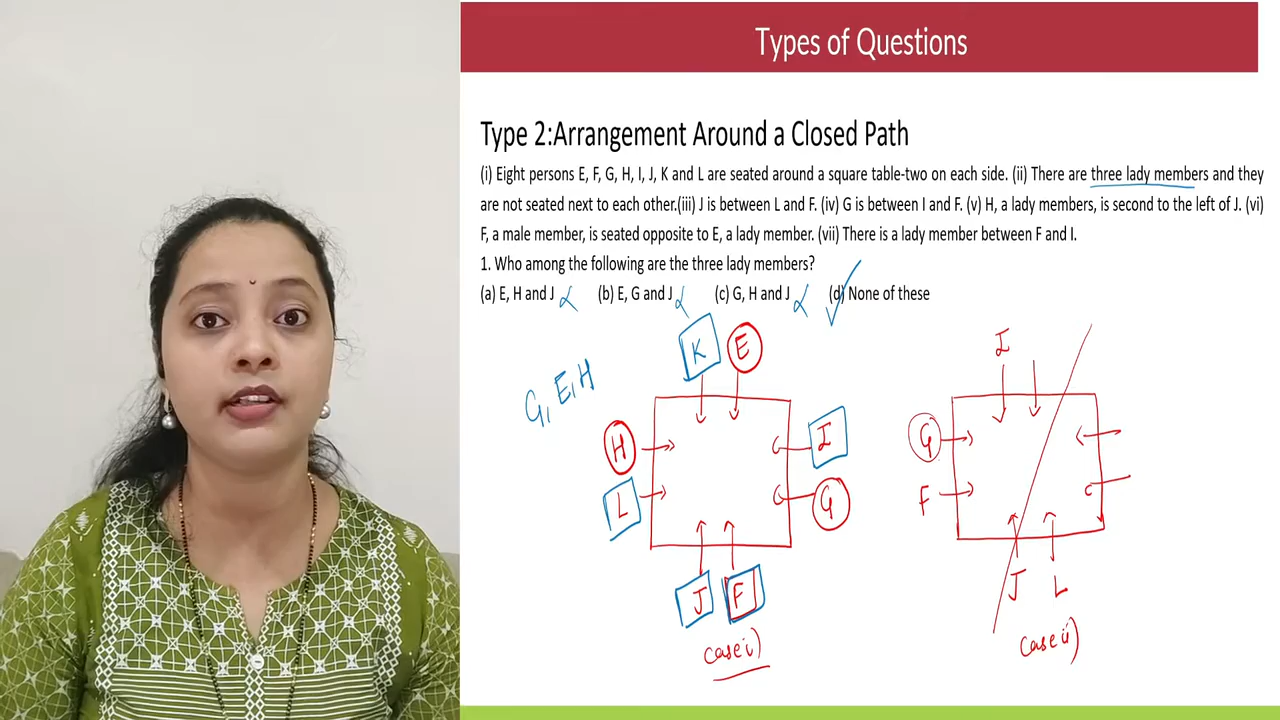 Types of Questions
Type 2:Arrangement Around a Closed Path
(i) Eight persons E, F, G, H, I, J, K and L are seated around a square table-two on each side. (ii) There are three lady members and they
are not seated next to each other.(iii) J is between L and F. (iv) G is between I and F. (v) H, a lady members, is second to the left of J. (vi)
F, a male member, is seated opposite to E, a lady member. (vii) There is a lady member between F and I.
1. Who among the following are the three lady members?
(a) E, H and J (b) E, G and J (c) G, H and J (d) None of these
K E
G, E, H
H I
L G
J F
case i)
I
G
F
J L
Case ii)